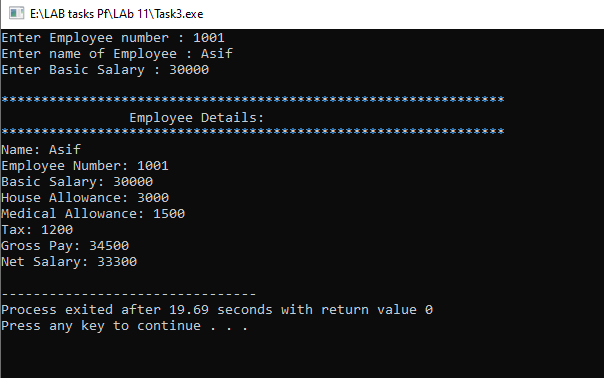 E:\LAB tasks Pf\LAb 11\Task3.exe
Enter Employee number : 1001
Enter name of Employee : Asif
Enter Basic Salary : 30000
***************************************************************
Employee Details:
***************************************************************
Name: Asif
Employee Number: 1001
Basic Salary: 30000
House Allowance: 3000
Medical Allowance: 1500
Tax: 1200
Gross Pay: 34500
Net Salary: 33300
--------------------------------
Process exited after 19.69 seconds with return value 0
Press any key to continue . . .